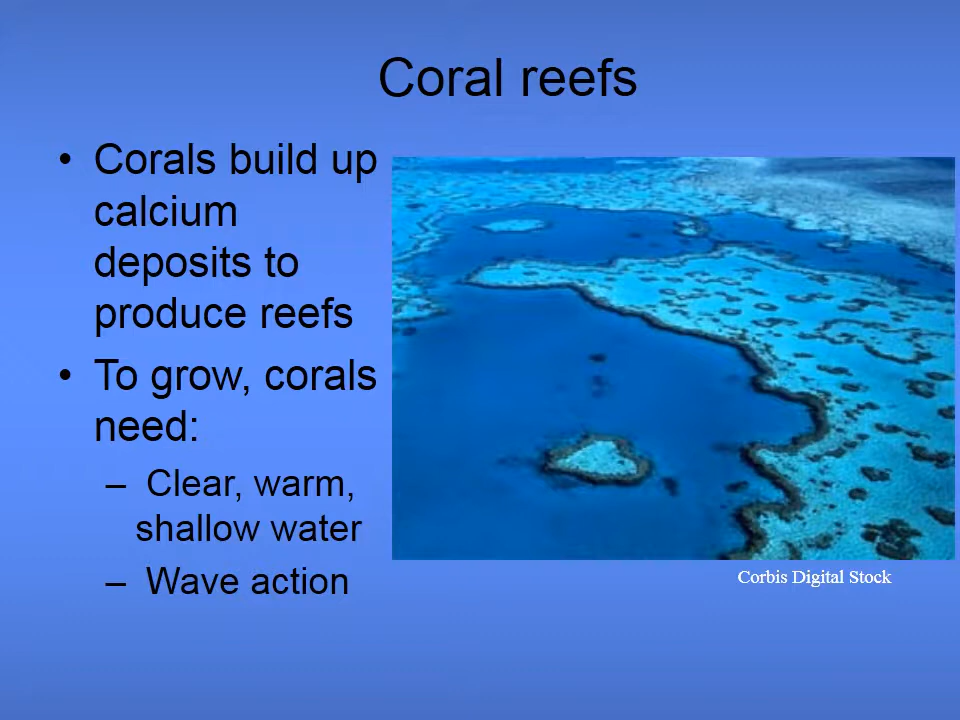 Coral reefs
• Corals build up
calcium
deposits to
produce reefs
• To grow, corals
need:
– Clear, warm,
shallow water
– Wave action
Corbis Digital Stock